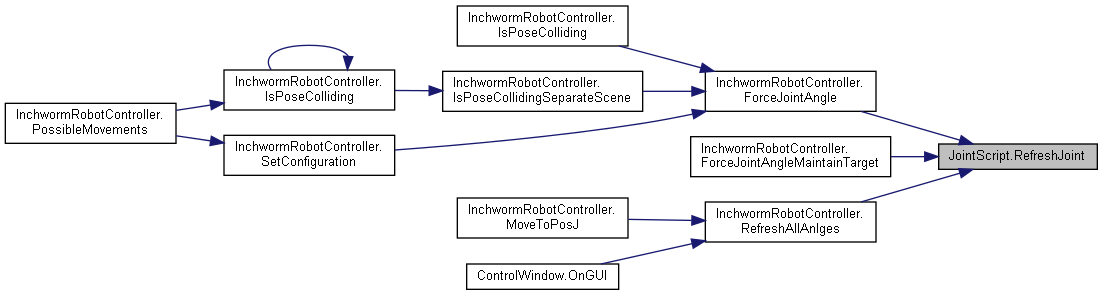 InchwormRobotController.
IsPoseColliding
InchwormRobotController.
IsPoseColliding
InchwormRobotController.
IsPoseCollidingSeparateScene
InchwormRobotController.
ForceJointAngle
InchwormRobotController.
PossibleMovements
InchwormRobotController.
SetConfiguration
InchwormRobotController.
ForceJointAngleMaintainTarget
JointScript.RefreshJoint
InchwormRobotController.
MoveToPosJ
InchwormRobotController.
RefreshAllAnlges
ControlWindow.OnGUI